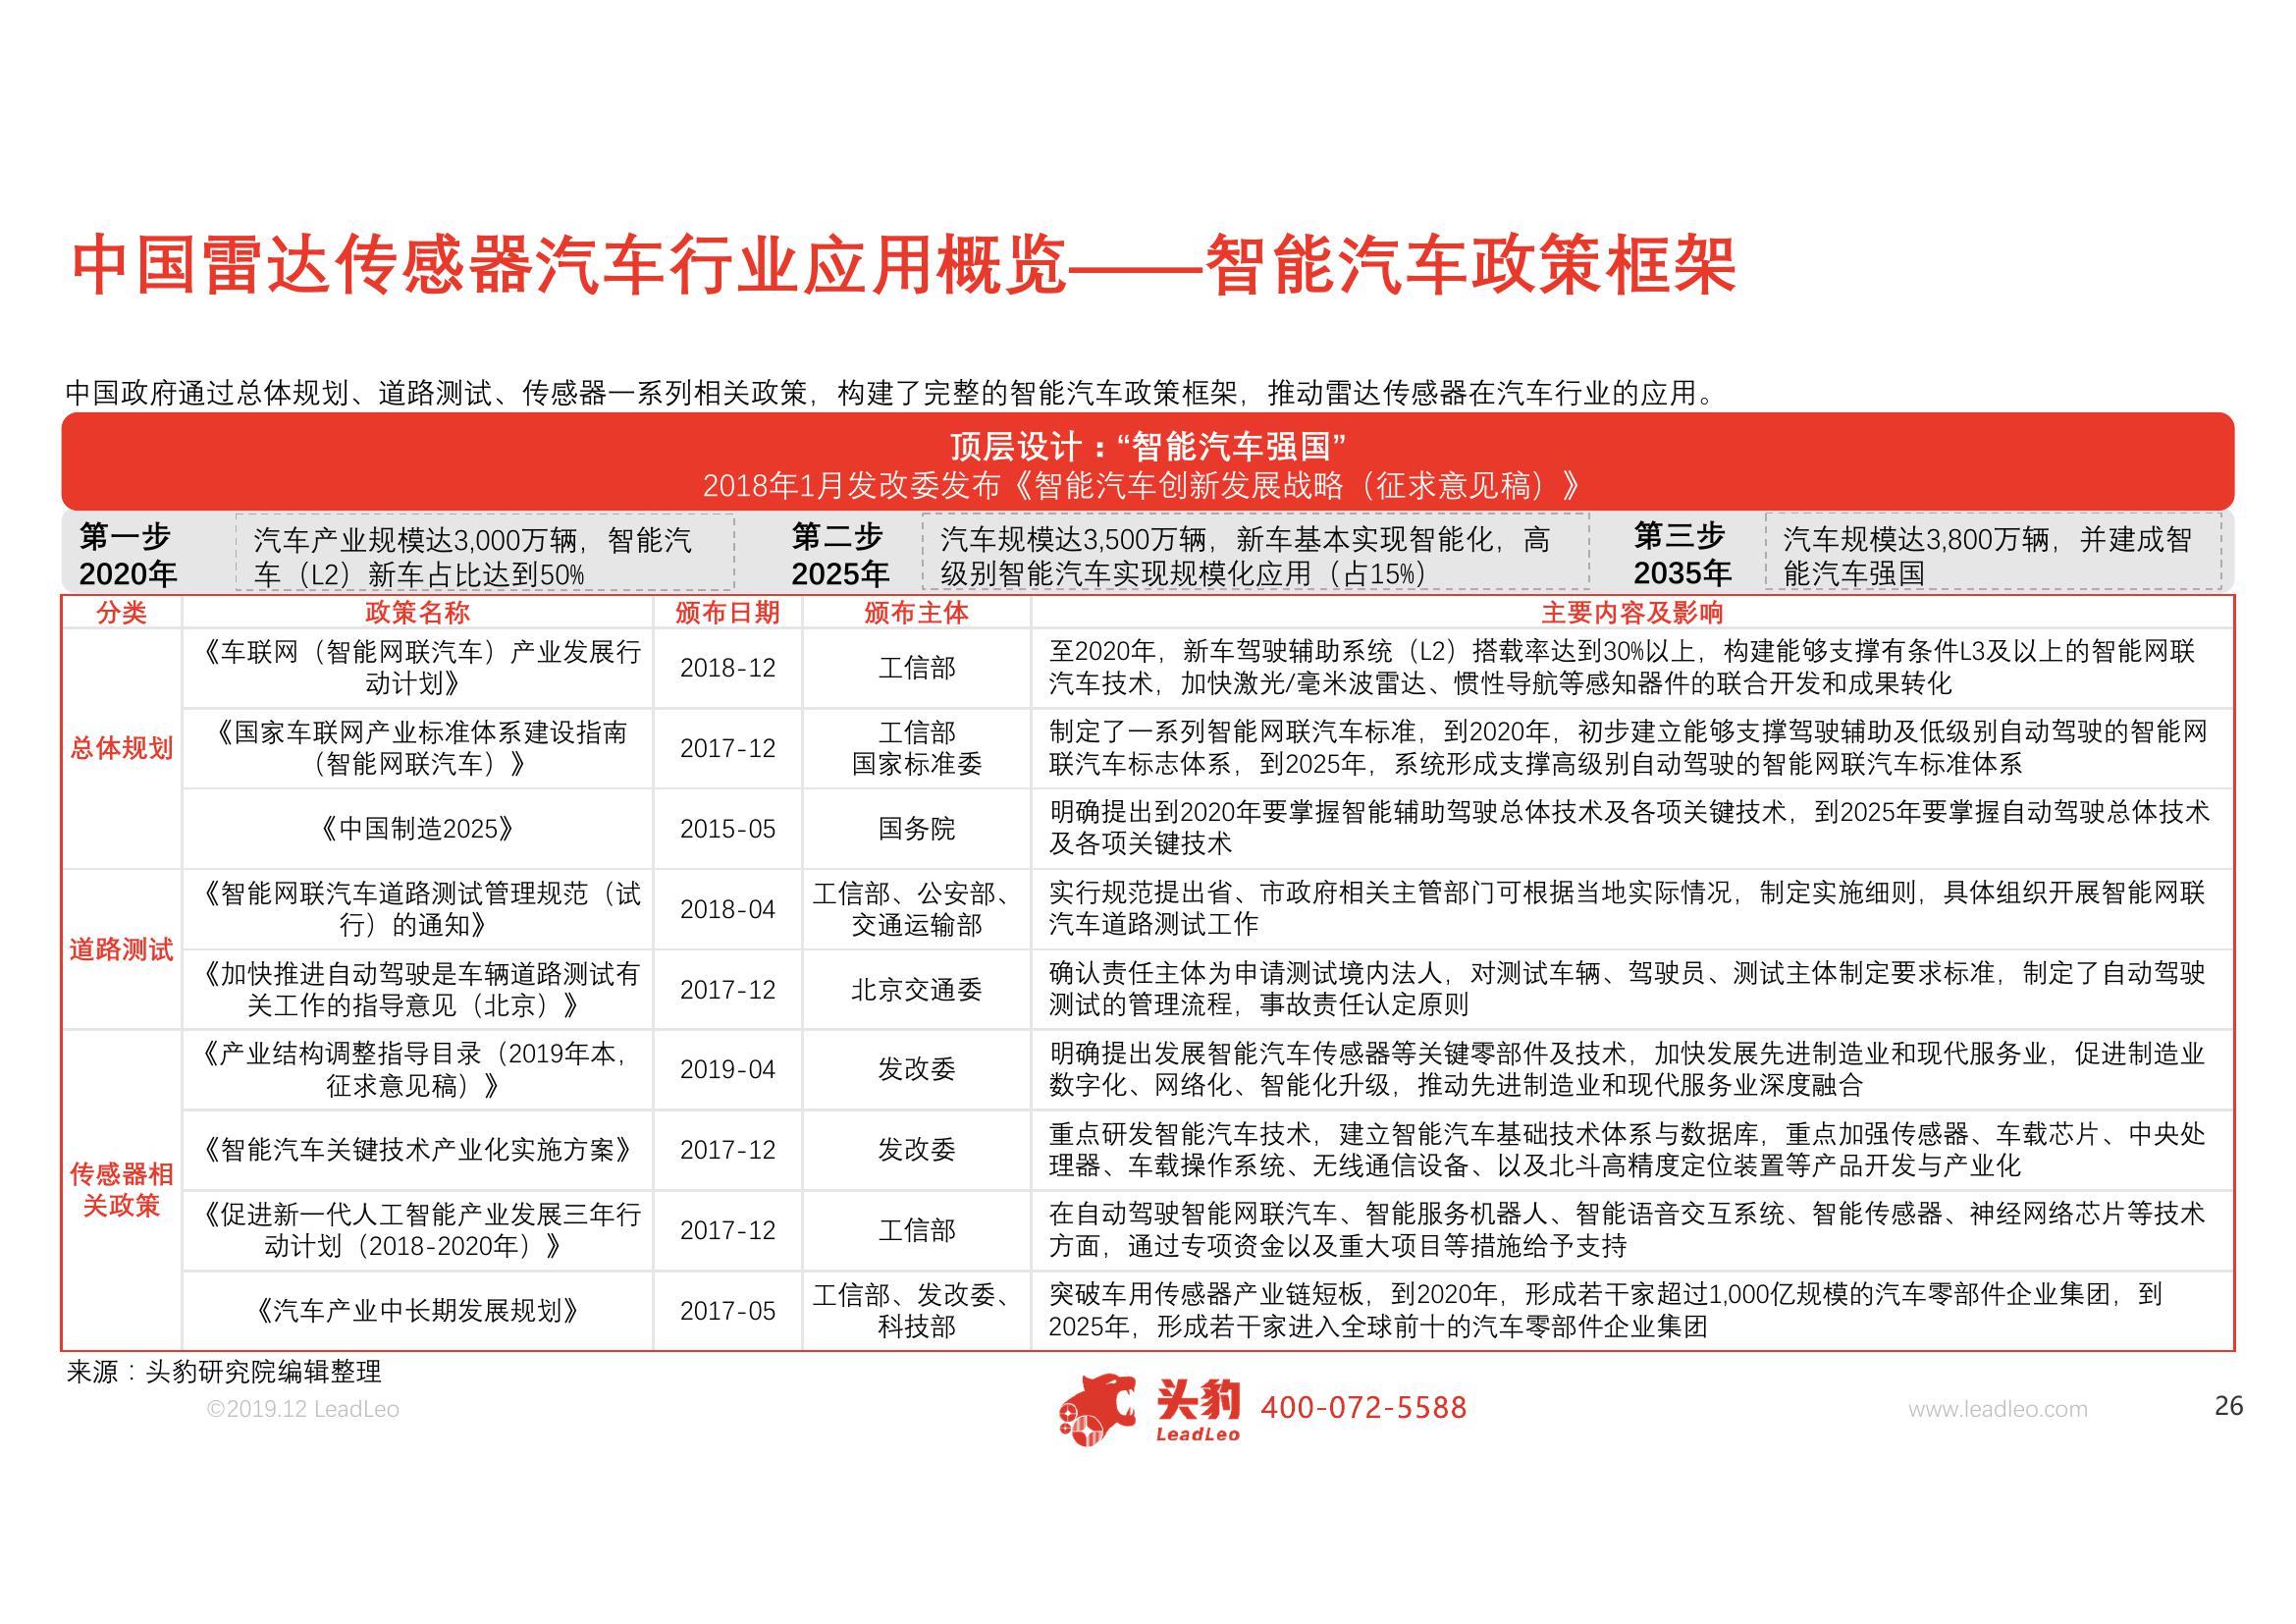 中国雷达传感器汽车行业应用概览——智能汽车政策框架
中国政府通过总体规划、道路测试、传感器一系列相关政策，构建了完整的智能汽车政策框架，推动雷达传感器在汽车行业的应用。
顶层设计：“智能汽车强国”
2018年1月发改委发布《智能汽车创新发展战略（征求意见稿）》
第一步
2020年
汽车产业规模达3,000万辆，智能汽
车（L2）新车占比达到50%
第二步
2025年
汽车规模达3,500万辆，新车基本实现智能化，高
级别智能汽车实现规模化应用（占15%）
第三步
2035年
汽车规模达3,800万辆，并建成智
能汽车强国
分类 政策名称 颁布日期 颁布主体 主要内容及影响
总体规划
《车联网（智能网联汽车）产业发展行
动计划》
2018-12
工信部
至2020年，新车驾驶辅助系统（L2）搭载率达到30%以上，构建能够支撑有条件L3及以上的智能网联
汽车技术，加快激光/毫米波雷达、惯性导航等感知器件的联合开发和成果转化
《国家车联网产业标准体系建设指南
（智能网联汽车）》
2017-12
工信部
国家标准委
制定了一系列智能网联汽车标准，到2020年，初步建立能够支撑驾驶辅助及低级别自动驾驶的智能网
联汽车标志体系，到2025年，系统形成支撑高级别自动驾驶的智能网联汽车标准体系
《中国制造2025》
2015-05
国务院
明确提出到2020年要掌握智能辅助驾驶总体技术及各项关键技术，到2025年要掌握自动驾驶总体技术
及各项关键技术
道路测试
《智能网联汽车道路测试管理规范（试
行）的通知》
2018-04
工信部、公安部、
交通运输部
实行规范提出省、市政府相关主管部门可根据当地实际情况，制定实施细则，具体组织开展智能网联
汽车道路测试工作
《加快推进自动驾驶是车辆道路测试有
关工作的指导意见（北京）》
2017-12
北京交通委
确认责任主体为申请测试境内法人，对测试车辆、驾驶员、测试主体制定要求标准，制定了自动驾驶
测试的管理流程，事故责任认定原则
传感器相
关政策
《产业结构调整指导目录（2019年本，
征求意见稿）》
2019-04
发改委
明确提出发展智能汽车传感器等关键零部件及技术，加快发展先进制造业和现代服务业，促进制造业
数字化、网络化、智能化升级，推动先进制造业和现代服务业深度融合
《智能汽车关键技术产业化实施方案》
2017-12
发改委
重点研发智能汽车技术，建立智能汽车基础技术体系与数据库，重点加强传感器、车载芯片、中央处
理器、车载操作系统、无线通信设备、以及北斗高精度定位装置等产品开发与产业化
《促进新一代人工智能产业发展三年行
动计划（2018-2020年）》
2017-12
工信部
在自动驾驶智能网联汽车、智能服务机器人、智能语音交互系统、智能传感器、神经网络芯片等技术
方面，通过专项资金以及重大项目等措施给予支持
《汽车产业中长期发展规划》
2017-05
工信部、发改委、
科技部
突破车用传感器产业链短板，到2020年，形成若干家超过1,000亿规模的汽车零部件企业集团，到
2025年，形成若干家进入全球前十的汽车零部件企业集团
来源：头豹研究院编辑整理
©2019.12 LeadLeo
头豹
LeadLeo
400-072-5588
www.leadleo.com
26